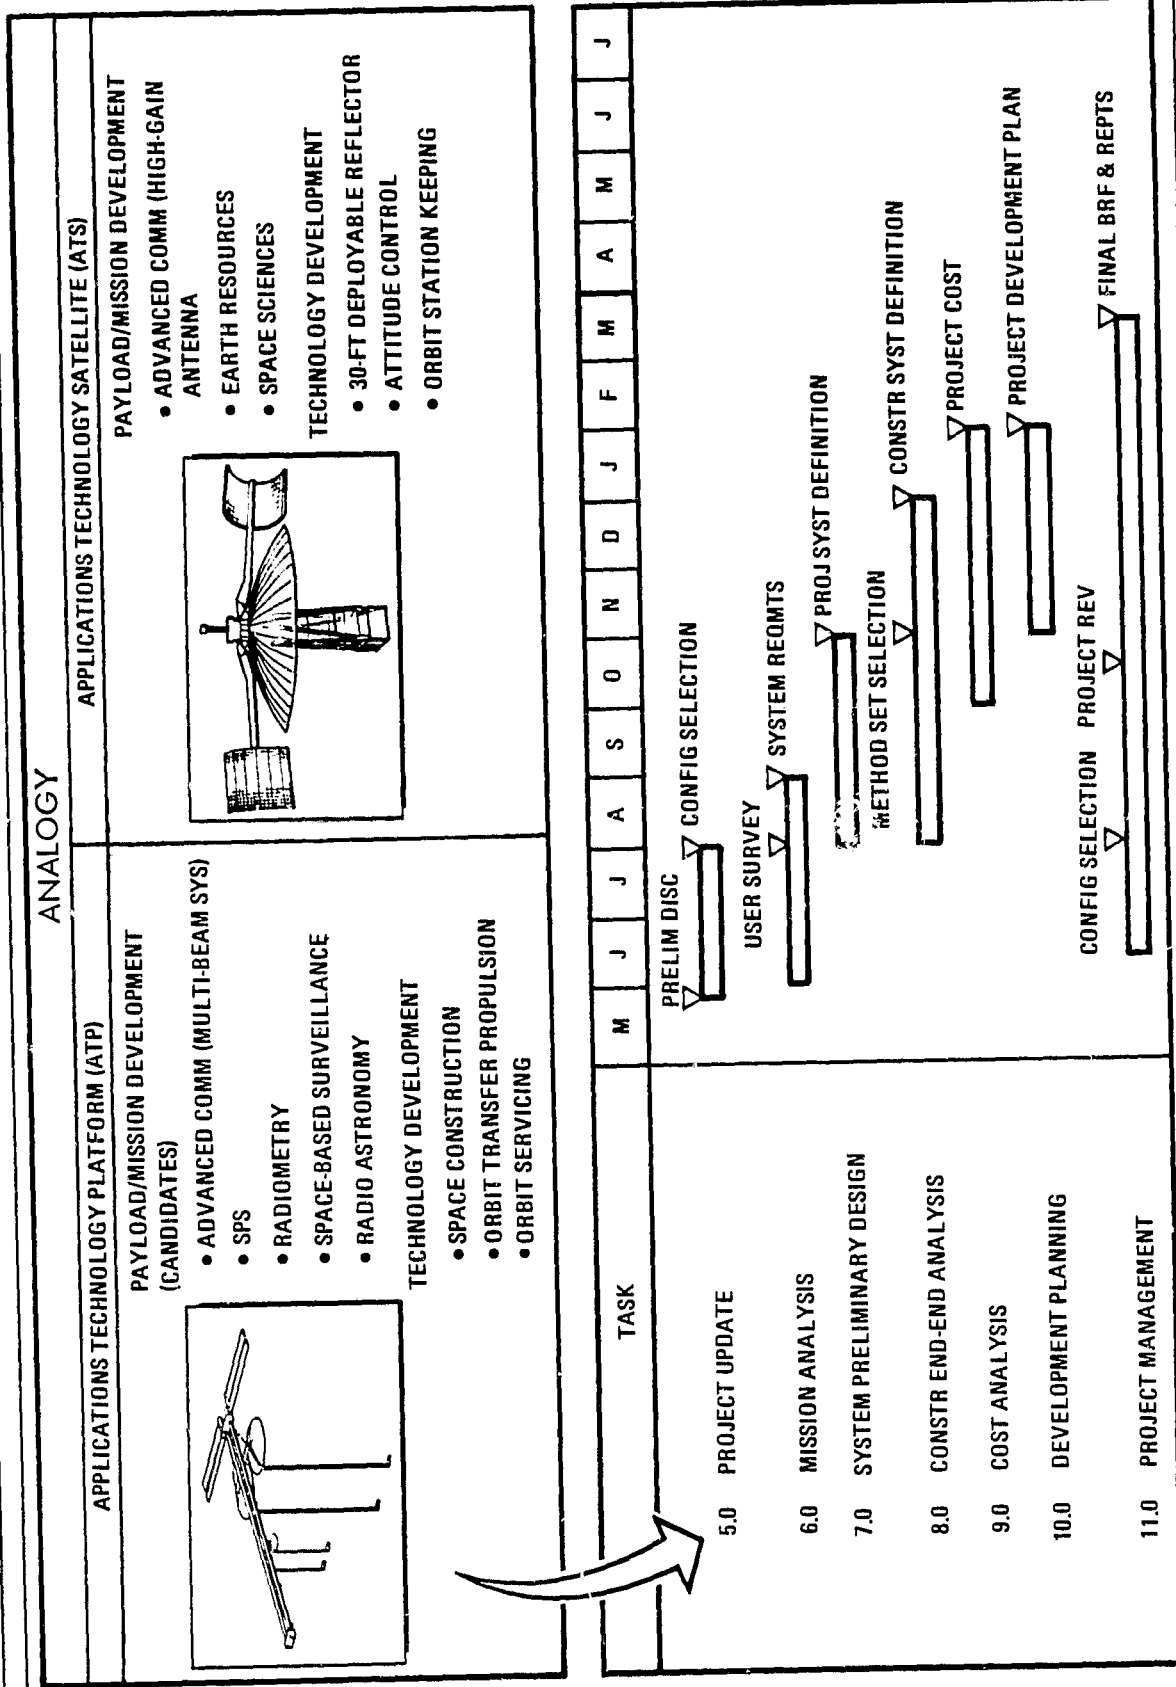 ANALOGY
APPLICATIONS TECHNOLOGY PLATFORM (ATP)
PAYLOAD/MISSION DEVELOPMENT
(CANDIDATES)
• ADVANCED COMM (MULTI-BEAM SYS)
• SPS
• RADIOMETRY
• SPACE-BASED SURVEILLANCE
• RADIO ASTRONOMY
TECHNOLOGY DEVELOPMENT
• SPACE CONSTRUCTION
• ORBIT TRANSFER PROPULSION
• ORBIT SERVICING
APPLICATIONS TECHNOLOGY SATELLITE (ATS)
PAYLOAD/MISSION DEVELOPMENT
• ADVANCED COMM (HIGH-GAIN
ANTENNA
• EARTH RESOURCES
• SPACE SCIENCES
TECHNOLOGY DEVELOPMENT
• 30-FT DEPLOYABLE REFLECTOR
• ATTITUDE CONTROL
• ORBIT STATION KEEPING
TASK M J J A S O N D J F M A M J J
PRELIM DISC
5.0 PROJECT UPDATE CONFIG SELECTION
USER SURVEY
6.0 MISSION ANALYSIS SYSTEM REQMTS
7.0 SYSTEM PRELIMINARY DESIGN PROJ SYST DEFINITION
METHOD SET SELECTION
8.0 CONSTR END-END ANALYSIS CONSTR SYST DEFINITION
9.0 COST ANALYSIS PROJECT COST
10.0 DEVELOPMENT PLANNING PROJECT DEVELOPMENT PLAN
CONFIG SELECTION PROJECT REV
11.0 PROJECT MANAGEMENT FINAL BRF & REPTS